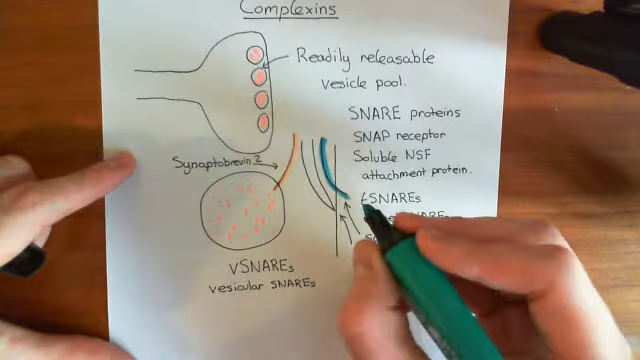 Complexins
Readily releasable
vesicle pool.
SNARE proteins
SNAP receptor
Soluble NSF
attachment protein.
Synaptobrevin 2
tSNAREs
vSNAREs
vesicular SNAREs